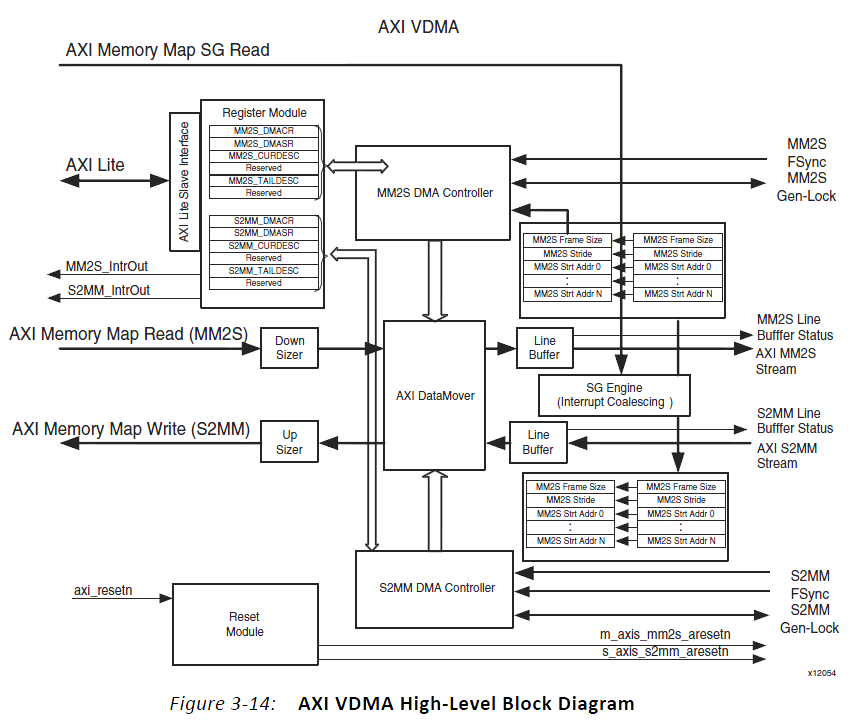 AXI VDMA
AXI Memory Map SG Read
Register Module
MM2S_DMACR
MM2S_DMASR
MM2S_CURDESC
Reserved
MM2S_TAILDESC
Reserved
S2MM_DMACR
S2MM_DMASR
S2MM_CURDESC
Reserved
S2MM_TAILDESC
Reserved
AXI Lite Slave Interface
AXI Lite
MM2S_IntrOut
S2MM_IntrOut
MM2S DMA Controller
MM2S
FSync
MM2S
Gen-Lock
MM2S Frame Size
MM2S Stride
MM2S Strt Addr 0
:
MM2S Strt Addr N
MM2S Frame Size
MM2S Stride
MM2S Strt Addr 0
:
MM2S Strt Addr N
AXI Memory Map Read (MM2S)
Down
Sizer
AXI DataMover
Line
Buffer
MM2S Line
Bufffer Status
AXI MM2S
Stream
SG Engine
(Interrupt Coalescing )
AXI Memory Map Write (S2MM)
Up
Sizer
Line
Buffer
S2MM Line
Bufffer Status
AXI S2MM
Stream
MM2S Frame Size
MM2S Stride
MM2S Strt Addr 0
:
MM2S Strt Addr N
MM2S Frame Size
MM2S Stride
MM2S Strt Addr 0
:
MM2S Strt Addr N
S2MM DMA Controller
S2MM
FSync
S2MM
Gen-Lock
axi_resetn
Reset
Module
m_axis_mm2s_aresetn
s_axis_s2mm_aresetn
x12054
Figure 3-14: AXI VDMA High-Level Block Diagram